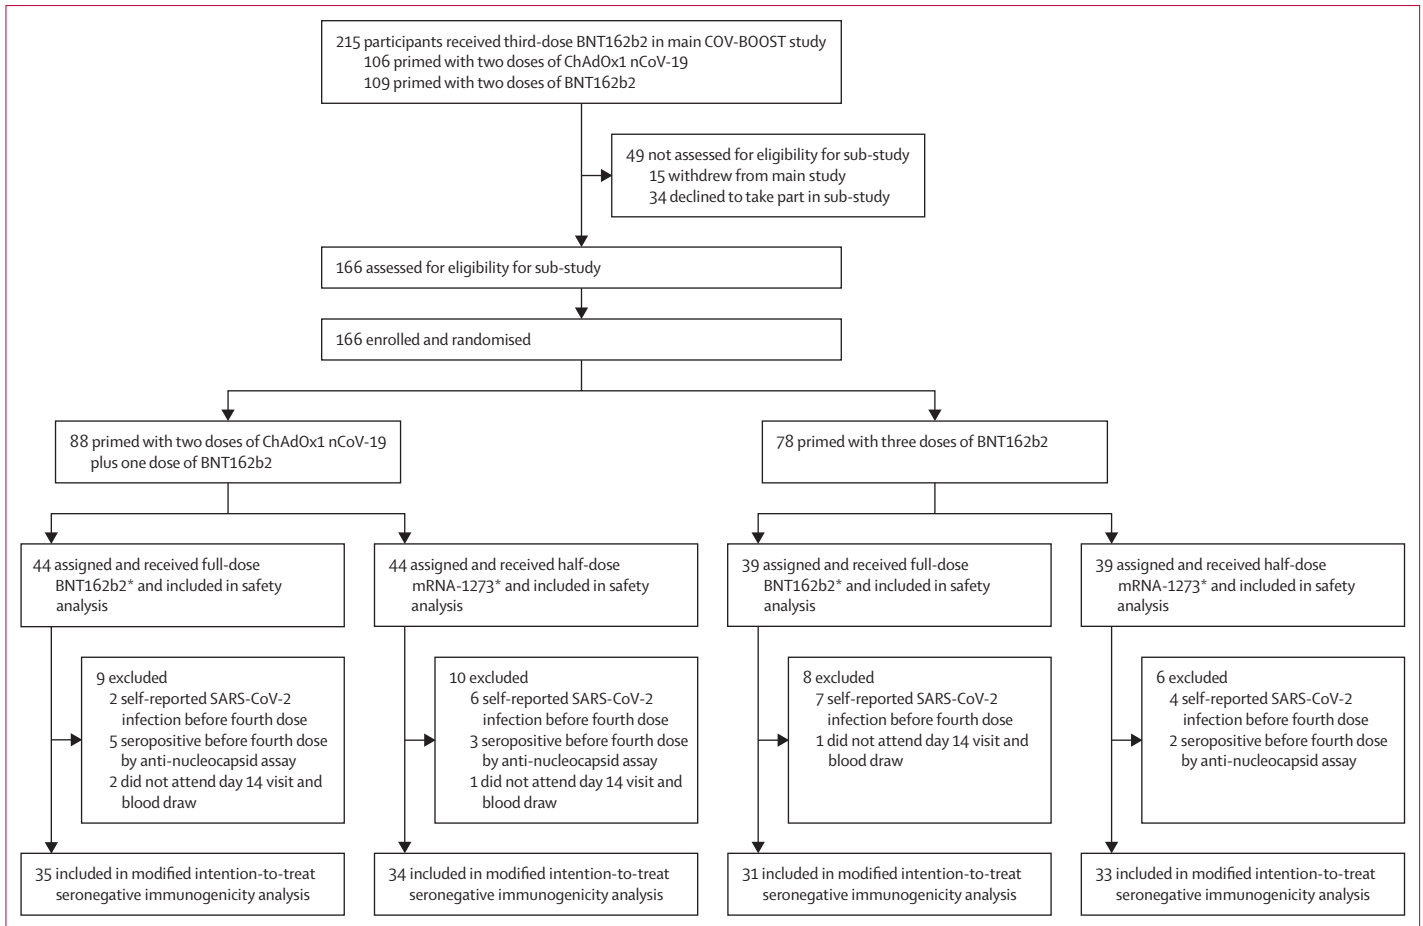 215 participants received third-dose BNT162b2 in main COV-BOOST study
106 primed with two doses of ChAdOx1 nCoV-19
109 primed with two doses of BNT162b2
49 not assessed for eligibility for sub-study
15 withdrew from main study
34 declined to take part in sub-study
166 assessed for eligibility for sub-study
166 enrolled and randomised
88 primed with two doses of ChAdOx1 nCoV-19
plus one dose of BNT162b2
78 primed with three doses of BNT162b2
44 assigned and received full-dose
BNT162b2* and included in safety
analysis
44 assigned and received half-dose
mRNA-1273* and included in safety
analysis
39 assigned and received full-dose
BNT162b2* and included in safety
analysis
39 assigned and received half-dose
mRNA-1273* and included in safety
analysis
9 excluded
2 self-reported SARS-CoV-2
infection before fourth dose
5 seropositive before fourth dose
by anti-nucleocapsid assay
2 did not attend day 14 visit and
blood draw
10 excluded
6 self-reported SARS-CoV-2
infection before fourth dose
3 seropositive before fourth dose
by anti-nucleocapsid assay
1 did not attend day 14 visit and
blood draw
8 excluded
7 self-reported SARS-CoV-2
infection before fourth dose
1 did not attend day 14 visit and
blood draw
6 excluded
4 self-reported SARS-CoV-2
infection before fourth dose
2 seropositive before fourth dose
by anti-nucleocapsid assay
35 included in modified intention-to-treat
seronegative immunogenicity analysis
34 included in modified intention-to-treat
seronegative immunogenicity analysis
31 included in modified intention-to-treat
seronegative immunogenicity analysis
33 included in modified intention-to-treat
seronegative immunogenicity analysis